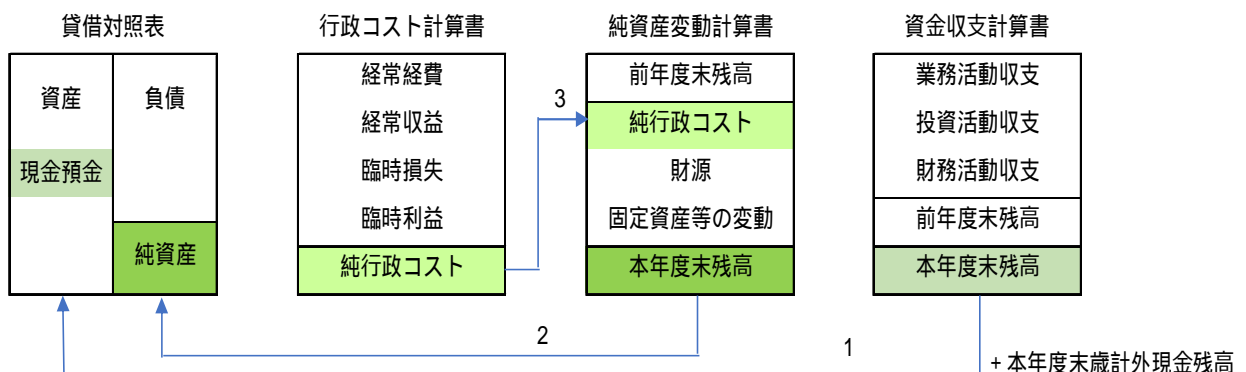 貸借対照表
資産
負債
現金預金
純資産
行政コスト計算書
経常経費
経常収益
臨時損失
臨時利益
純行政コスト
3
純資産変動計算書
前年度末残高
純行政コスト
財源
固定資産等の変動
本年度末残高
資金収支計算書
業務活動収支
投資活動収支
財務活動収支
前年度末残高
本年度末残高
2
1
+ 本年度末歳計外現金残高